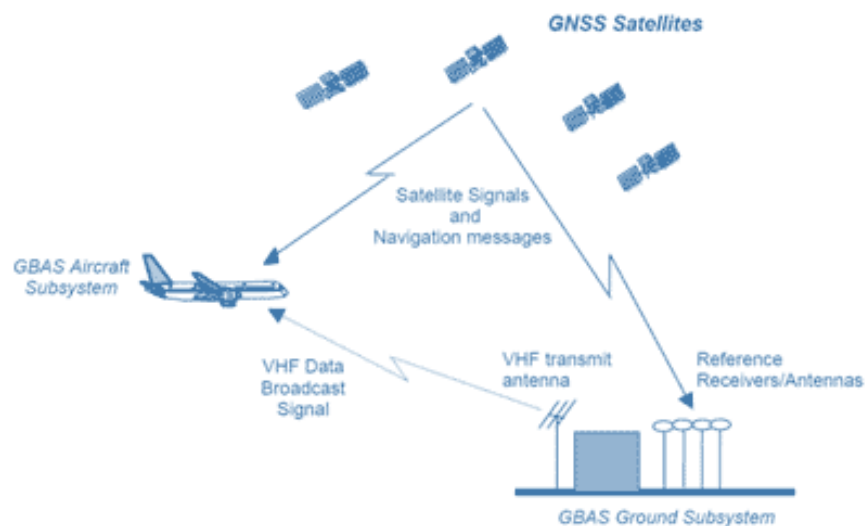 GNSS Satellites
Satellite Signals
and
Navigation messages
GBAS Aircraft
Subsystem
VHF Data
Broadcast
Signal
VHF transmit
antenna
Reference
Receivers/Antennas
GBAS Ground Subsystem